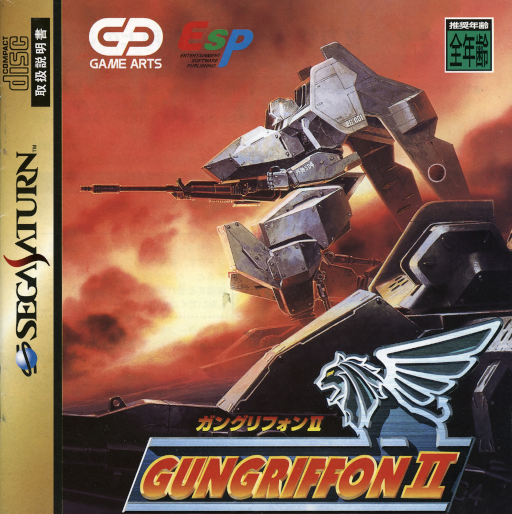 COMPACT
disc
取扱説明書
SEGA SATURN™
GAME ARTS
ESP
ENTERTAINMENT
SOFTWARE
PUBLISHING
推奨年齢
全年齢
ガングリフォンII
GUNGRIFFON II